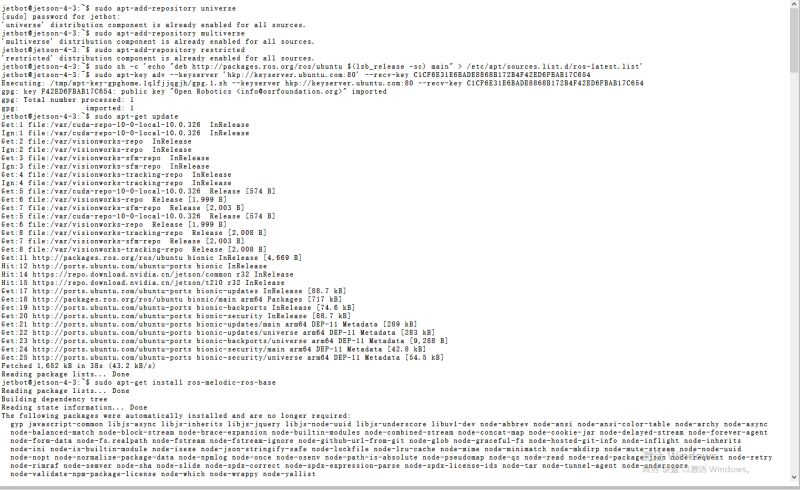 jetbot@jetson-4-3:~$ sudo apt-add-repository universe
[sudo] password for jetbot:
'universe' distribution component is already enabled for all sources.
jetbot@jetson-4-3:~$ sudo apt-add-repository multiverse
'multiverse' distribution component is already enabled for all sources.
jetbot@jetson-4-3:~$ sudo apt-add-repository restricted
'restricted' distribution component is already enabled for all sources.
jetbot@jetson-4-3:~$ sudo sh -c 'echo "deb http://packages.ros.org/ros/ubuntu $(lsb_release -sc) main" > /etc/apt/sources.list.d/ros-latest.list'
jetbot@jetson-4-3:~$ sudo apt-key adv --keyserver 'hkp://keyserver.ubuntu.com:80' --recv-key C1CF6E31E6BADE8868B172B4F42ED6FBAB17C654
Executing: /tmp/apt-key-gpghome.1qlfjjqgjh/gpg.1.sh --keyserver hkp://keyserver.ubuntu.com:80 --recv-key C1CF6E31E6BADE8868B172B4F42ED6FBAB17C654
gpg: key F42ED6FBAB17C654: public key "Open Robotics <info@osrfoundation.org>" imported
gpg: Total number processed: 1
gpg:               imported: 1
jetbot@jetson-4-3:~$ sudo apt-get update
Get:1 file:/var/cuda-repo-10-0-local-10.0.326  InRelease
Ign:1 file:/var/cuda-repo-10-0-local-10.0.326  InRelease
Get:2 file:/var/visionworks-repo  InRelease
Ign:2 file:/var/visionworks-repo  InRelease
Get:3 file:/var/visionworks-sfm-repo  InRelease
Ign:3 file:/var/visionworks-sfm-repo  InRelease
Get:4 file:/var/visionworks-tracking-repo  InRelease
Ign:4 file:/var/visionworks-tracking-repo  InRelease
Get:5 file:/var/cuda-repo-10-0-local-10.0.326  Release [574 B]
Get:6 file:/var/visionworks-repo  Release [1,999 B]
Get:7 file:/var/visionworks-sfm-repo  Release [2,003 B]
Get:5 file:/var/cuda-repo-10-0-local-10.0.326  Release [574 B]
Get:6 file:/var/visionworks-repo  Release [1,999 B]
Get:8 file:/var/visionworks-tracking-repo  Release [2,008 B]
Get:7 file:/var/visionworks-sfm-repo  Release [2,003 B]
Get:8 file:/var/visionworks-tracking-repo  Release [2,008 B]
Get:11 http://packages.ros.org/ros/ubuntu bionic InRelease [4,669 B]
Hit:12 http://ports.ubuntu.com/ubuntu-ports bionic InRelease
Hit:14 https://repo.download.nvidia.cn/jetson/common r32 InRelease
Hit:15 https://repo.download.nvidia.cn/jetson/t210 r32 InRelease
Get:17 http://ports.ubuntu.com/ubuntu-ports bionic-updates InRelease [88.7 kB]
Get:18 http://packages.ros.org/ros/ubuntu bionic/main arm64 Packages [717 kB]
Get:19 http://ports.ubuntu.com/ubuntu-ports bionic-backports InRelease [74.6 kB]
Get:20 http://ports.ubuntu.com/ubuntu-ports bionic-security InRelease [88.7 kB]
Get:21 http://ports.ubuntu.com/ubuntu-ports bionic-updates/main arm64 DEP-11 Metadata [289 kB]
Get:22 http://ports.ubuntu.com/ubuntu-ports bionic-updates/universe arm64 DEP-11 Metadata [283 kB]
Get:23 http://ports.ubuntu.com/ubuntu-ports bionic-backports/universe arm64 DEP-11 Metadata [9,288 B]
Get:24 http://ports.ubuntu.com/ubuntu-ports bionic-security/main arm64 DEP-11 Metadata [42.8 kB]
Get:25 http://ports.ubuntu.com/ubuntu-ports bionic-security/universe arm64 DEP-11 Metadata [54.5 kB]
Fetched 1,652 kB in 38s (43.2 kB/s)
Reading package lists... Done
jetbot@jetson-4-3:~$ sudo apt-get install ros-melodic-ros-base
Reading package lists... Done
Building dependency tree
Reading state information... Done
The following packages were automatically installed and are no longer required:
  gyp javascript-common libjs-async libjs-inherits libjs-jquery libjs-node-uuid libjs-underscore libuv1-dev node-abbrev node-ansi node-ansi-color-table node-archy node-async
  node-balanced-match node-block-stream node-brace-expansion node-builtin-modules node-combined-stream node-concat-map node-cookie-jar node-delayed-stream node-forever-agent
  node-form-data node-fs.realpath node-fstream node-fstream-ignore node-github-url-from-git node-glob node-graceful-fs node-hosted-git-info node-inflight node-inherits
  node-ini node-is-builtin-module node-isexe node-json-stringify-safe node-lockfile node-lru-cache node-mime node-minimatch node-mkdirp node-mute-stream node-node-uuid
  node-nopt node-normalize-package-data node-npmlog node-once node-osenv node-path-is-absolute node-pseudomap node-qs node-read node-read-package-json node-request node-retry
  node-rimraf node-semver node-sha node-slide node-spdx-correct node-spdx-expression-parse node-spdx-license-ids node-tar node-tunnel-agent node-underscore
  node-validate-npm-package-license node-which node-wrappy node-yallist
Windows
Windows。